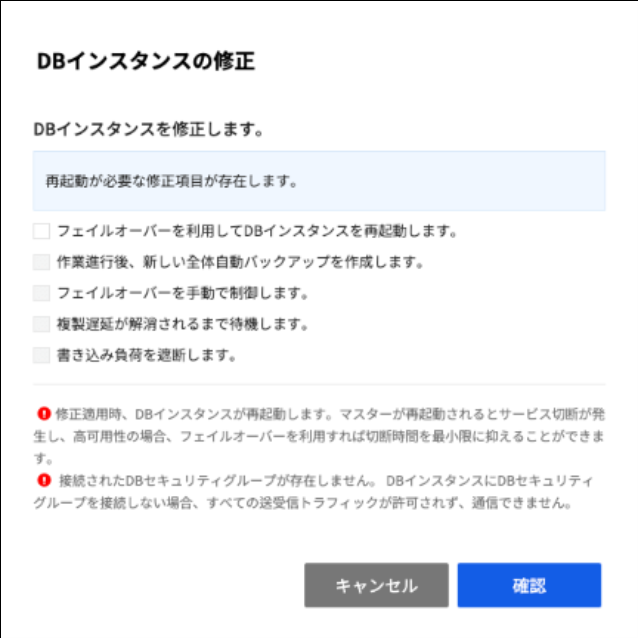 DBインスタンスの修正
DBインスタンスを修正します。
再起動が必要な修正項目が存在します。
フェイルオーバーを利用してDBインスタンスを再起動します。
作業進行後、新しい全体自動バックアップを作成します。
フェイルオーバーを手動で制御します。
複製遅延が解消されるまで待機します。
書き込み負荷を遮断します。
修正適用時、DBインスタンスが再起動します。マスターが再起動されるとサービス切断が発
生し、高可用性の場合、フェイルオーバーを利用すれば切断時間を最小限に抑えることができま
す。
接続されたDBセキュリティグループが存在しません。 DBインスタンスにDBセキュリティ
グループを接続しない場合、すべての送受信トラフィックが許可されず、通信できません。
キャンセル
確認